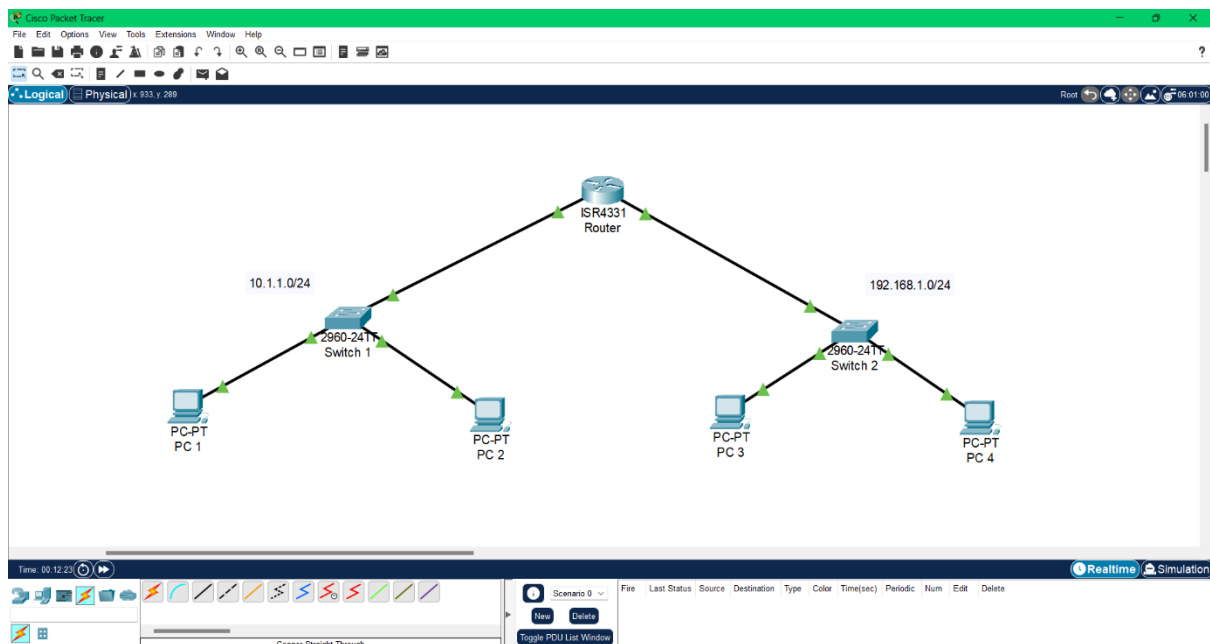 Cisco Packet Tracer
File Edit Options View Tools Extensions Window Help
?
Logical Physical x: 933, y: 289 Root 06:01:00
ISR4331
Router
10.1.1.0/24
192.168.1.0/24
2960-24TT
Switch 1
2960-24TT
Switch 2
PC-PT
PC 1
PC-PT
PC 2
PC-PT
PC 3
PC-PT
PC 4
Time: 00:12:23 Realtime Simulation
Scenario 0 Fire Last Status Source Destination Type Color Time(sec) Periodic Num Edit Delete
New Delete
Toggle PDU List Window
Copper Straight-Through